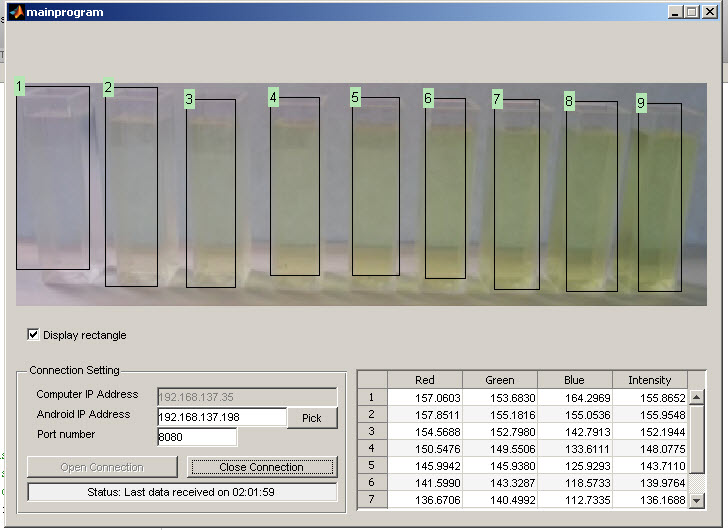 mainprogram
1 2 3 4 5 6 7 8 9
Display rectangle
Connection Setting
Computer IP Address 192.168.137.35
Android IP Address 192.168.137.198 Pick
Port number 8080
Open Connection Close Connection
Status: Last data received on 02:01:59
Red Green Blue Intensity
1 157.0603 153.6830 164.2969 155.8652
2 157.8511 155.1816 155.0536 155.9548
3 154.5688 152.7980 142.7913 152.1944
4 150.5476 149.5506 133.6111 148.0775
5 145.9942 145.9380 125.9293 143.7110
6 141.5990 143.3287 118.5733 139.9764
7 136.6706 140.4992 112.7335 136.1688